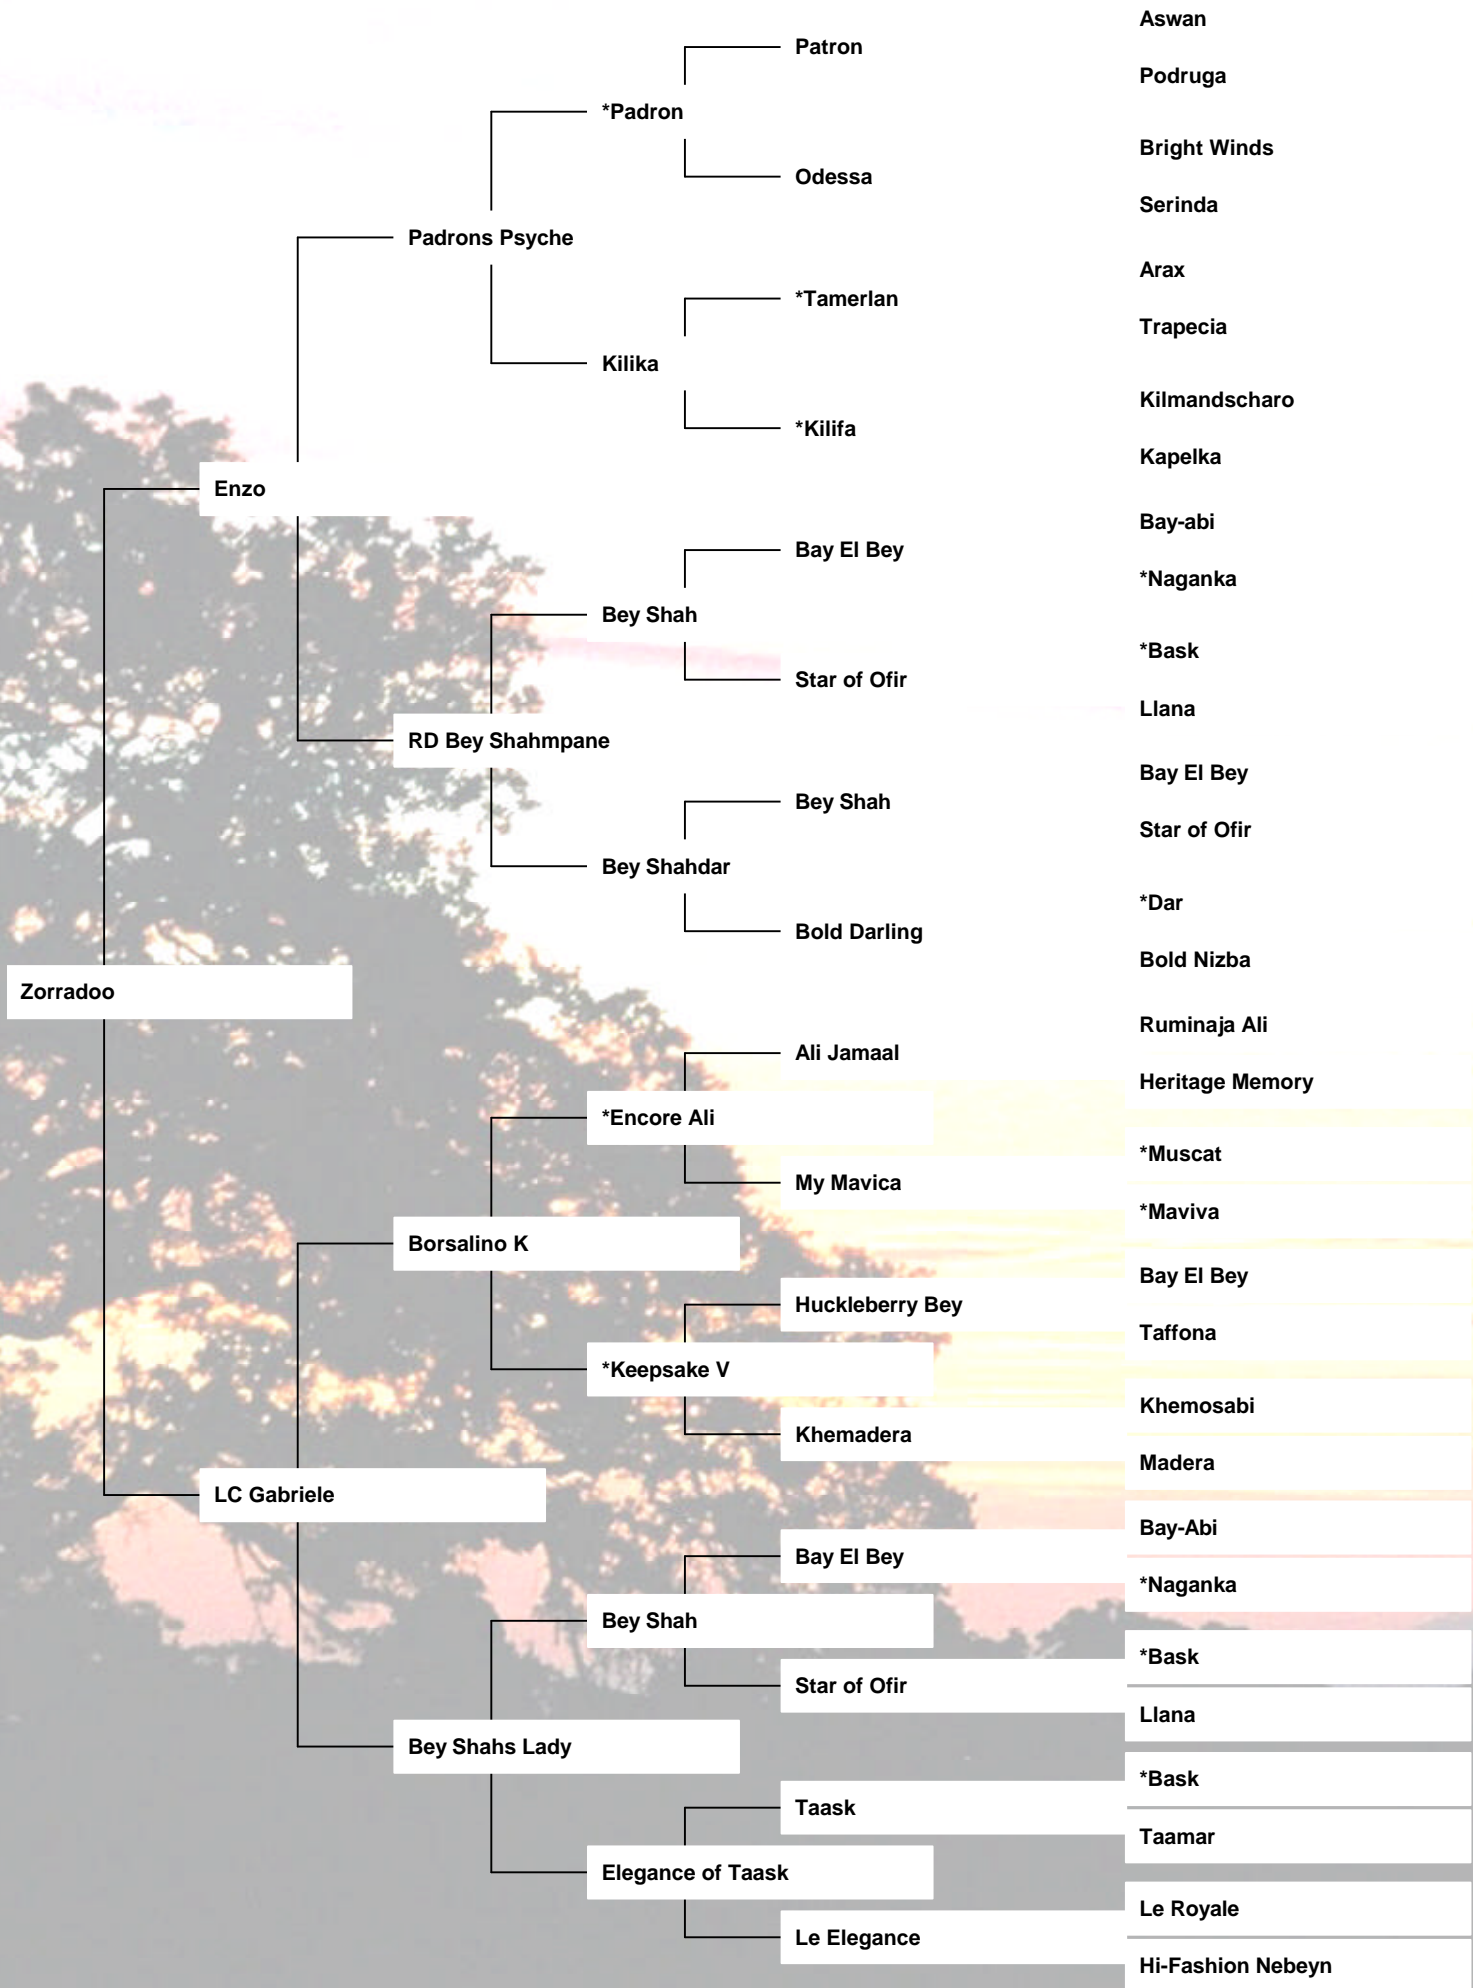 Aswan
Patron
Podruga
*Padron
Bright Winds
Odessa
Serinda
Padrons Psyche
Arax
*Tamerlan
Trapecia
Kilika
Kilmandscharo
*Kilifa
Kapelka
Enzo
Bay-abi
Bay El Bey
*Naganka
Bey Shah
*Bask
Star of Ofir
Llana
RD Bey Shahmpane
Bay El Bey
Bey Shah
Star of Ofir
Bey Shahdar
*Dar
Bold Darling
Bold Nizba
Zorradoo
Ruminaja Ali
Ali Jamaal
Heritage Memory
*Encore Ali
*Muscat
My Mavica
*Maviva
Borsalino K
Bay El Bey
Huckleberry Bey
Taffona
*Keepsake V
Khemosabi
Khemadera
Madera
LC Gabriele
Bay-Abi
Bay El Bey
*Naganka
Bey Shah
*Bask
Star of Ofir
Llana
Bey Shahs Lady
*Bask
Taask
Taamar
Elegance of Taask
Le Royale
Le Elegance
Hi-Fashion Nebeyn